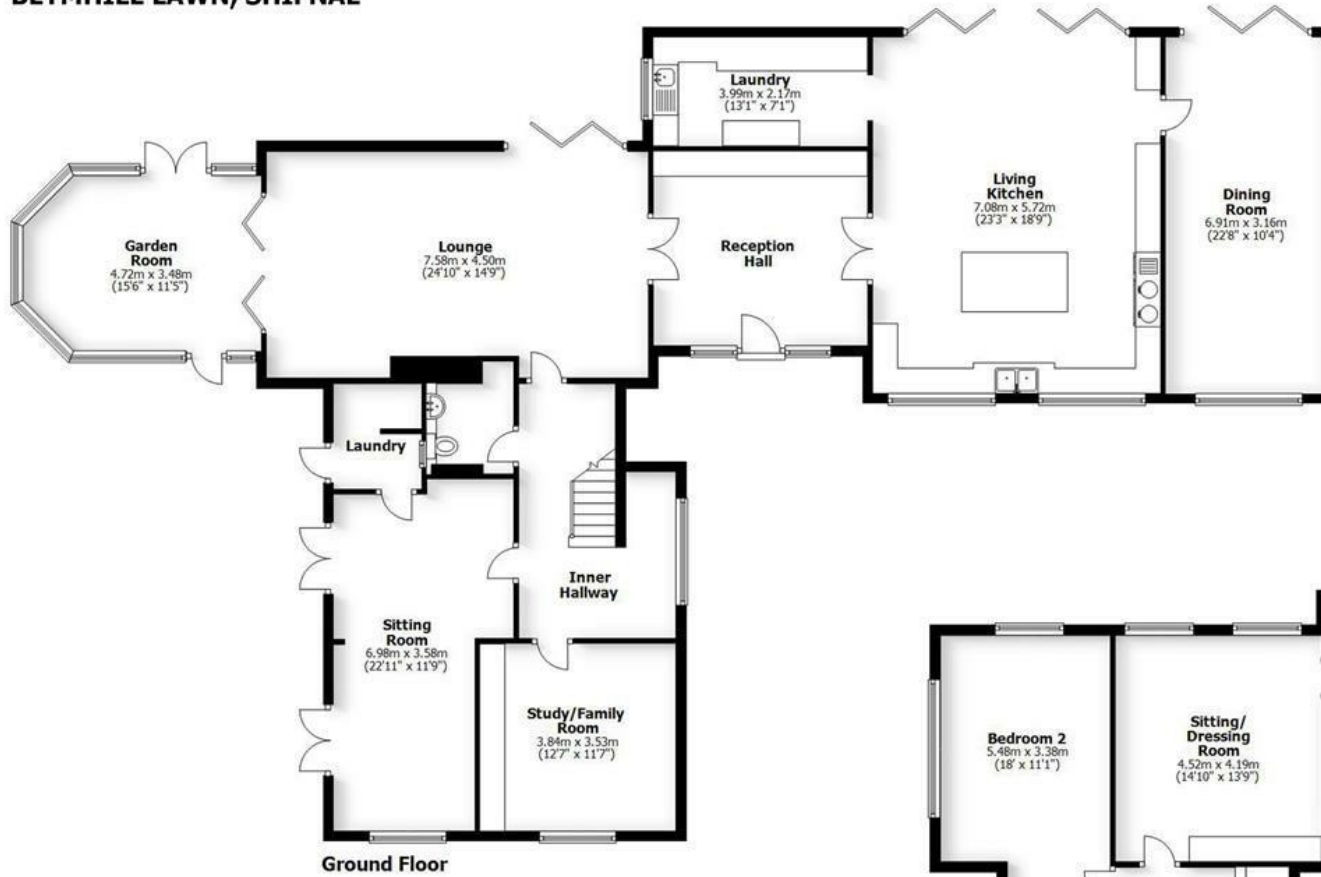 Laundry
3.99m x 2.17m
(13'1" x 7'1")
Living
Kitchen
7.08m x 5.72m
(23'3" x 18'9")
Dining
Room
6.91m x 3.16m
(22'8" x 10'4")
Garden
Room
4.72m x 3.48m
(15'6" x 11'5")
Lounge
7.58m x 4.50m
(24'10" x 14'9")
Reception
Hall
Laundry
Inner
Hallway
Sitting
Room
6.98m x 3.58m
(22'11" x 11'9")
Study/Family
Room
3.84m x 3.53m
(12'7" x 11'7")
Bedroom 2
5.48m x 3.38m
(18' x 11'1")
Sitting/
Dressing
Room
4.52m x 4.19m
(14'10" x 13'9")
Ground Floor